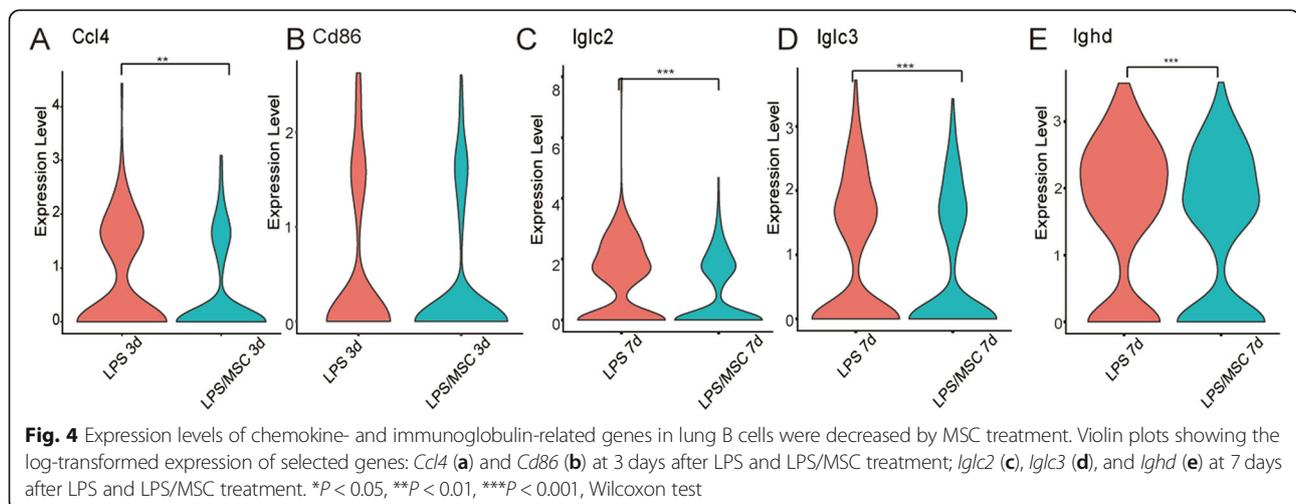 A Ccl4
**
Expression Level
4
3
2
1
0
LPS 3d
LPS/MSC 3d
B Cd86
Expression Level
2
1
0
LPS 3d
LPS/MSC 3d
C Iglc2
***
Expression Level
8
6
4
2
0
LPS 7d
LPS/MSC 7d
D Iglc3
***
Expression Level
3
2
1
0
LPS 7d
LPS/MSC 7d
E Ighd
***
Expression Level
3
2
1
0
LPS 7d
LPS/MSC 7d
Fig. 4 Expression levels of chemokine- and immunoglobulin-related genes in lung B cells were decreased by MSC treatment. Violin plots showing the
log-transformed expression of selected genes: Ccl4 (a) and Cd86 (b) at 3 days after LPS and LPS/MSC treatment; Iglc2 (c), Iglc3 (d), and Ighd (e) at 7 days
after LPS and LPS/MSC treatment. *P < 0.05, **P < 0.01, ***P < 0.001, Wilcoxon test